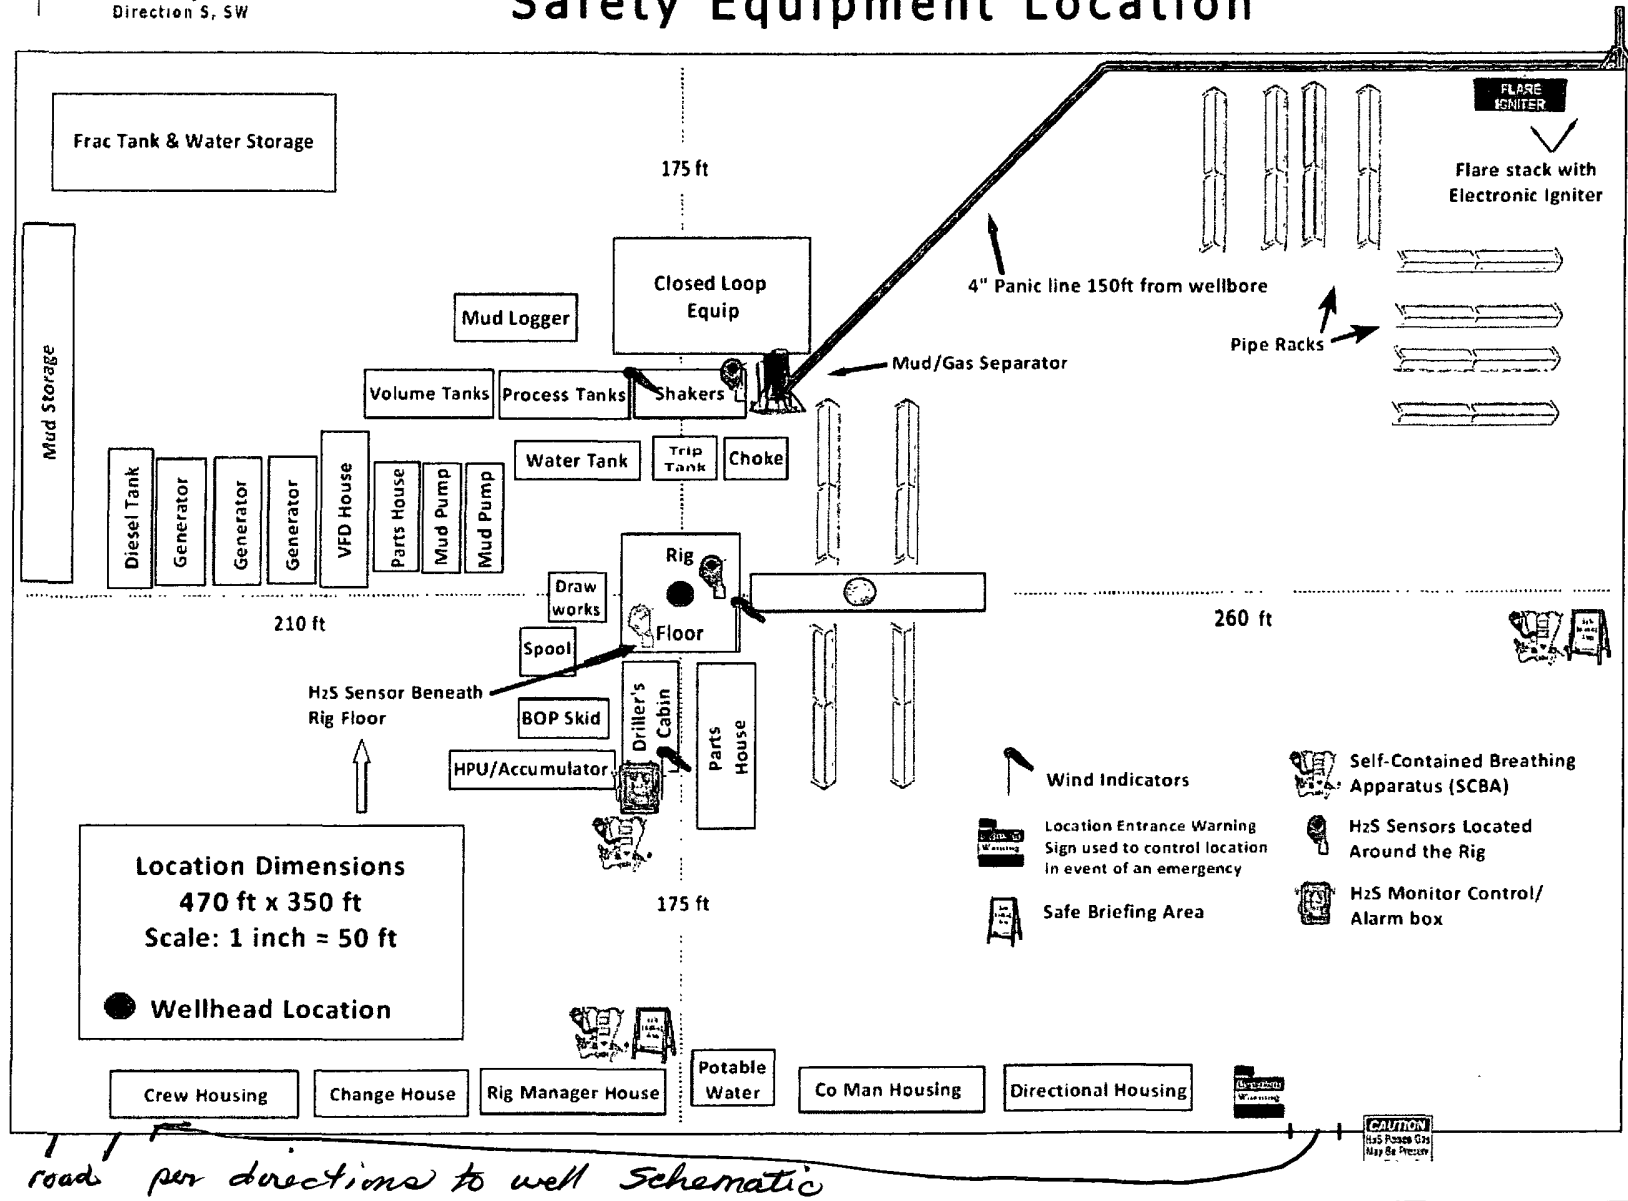 Direction S, SW
Safety Equipment Location
Frac Tank & Water Storage
175 ft
FLARE
IGNITER
Flare stack with
Electronic Igniter
Closed Loop
Equip
4" Panic line 150ft from wellbore
Mud Logger
Pipe Racks
Mud/Gas Separator
Mud Storage
Volume Tanks
Process Tanks
Shakers
Water Tank
Trip
Tank
Choke
Diesel Tank
Generator
Generator
Generator
VFD House
Parts House
Mud Pump
Mud Pump
Rig
Floor
Draw
works
210 ft
260 ft
Spool
H2S Sensor Beneath
Rig Floor
Driller's
Cabin
Parts
House
BOP Skid
HPU/Accumulator
Wind Indicators
Self-Contained Breathing
Apparatus (SCBA)
Location Entrance Warning
Sign used to control location
in event of an emergency
H2S Sensors Located
Around the Rig
Warning
Safe Briefing Area
H2S Monitor Control/
Alarm box
Location Dimensions
470 ft x 350 ft
Scale: 1 inch = 50 ft
Wellhead Location
175 ft
Crew Housing
Change House
Rig Manager House
Potable
Water
Co Man Housing
Directional Housing
Warning
CAUTION
May Be Present
road per directions to well schematic